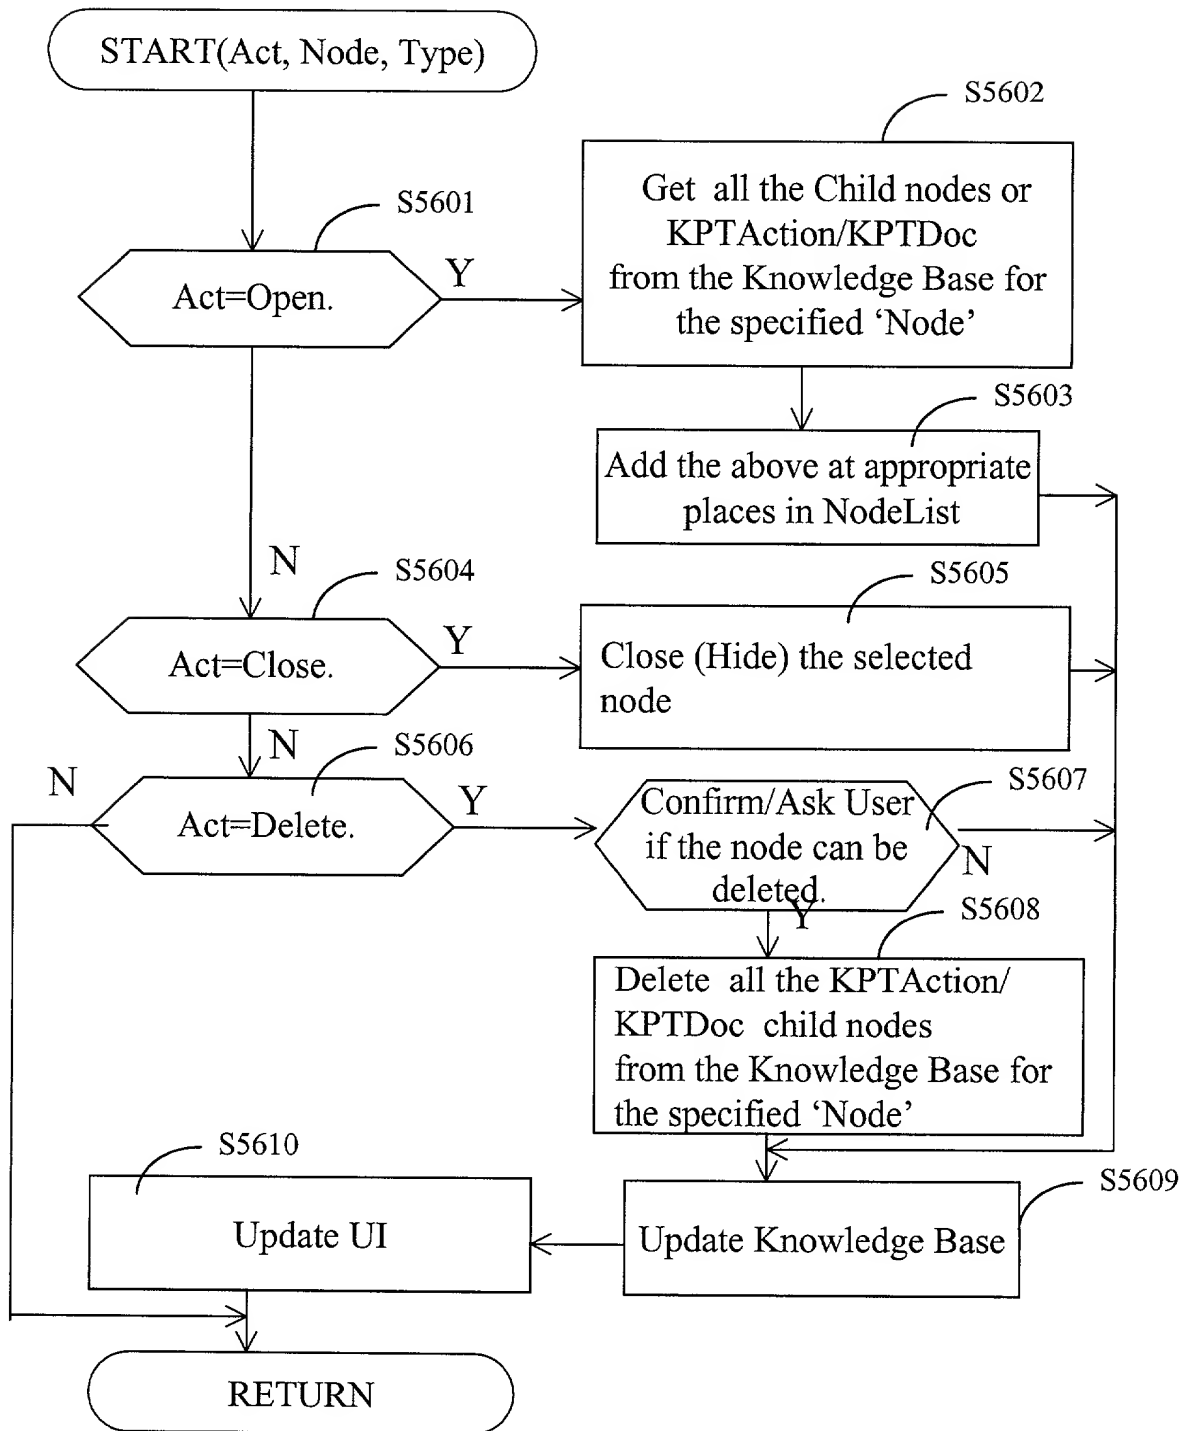 START(Act, Node, Type)
S5602
Get all the Child nodes or
KPTAction/KPTDoc
from the Knowledge Base for
the specified ‘Node’
S5601
Act=Open.
Y
S5603
Add the above at appropriate
places in NodeList
N
S5604
Act=Close.
Y
S5605
Close (Hide) the selected
node
N
S5606
N
Act=Delete.
Y
S5607
Confirm/Ask User
if the node can be
deleted.
N
Y
S5608
Delete all the KPTAction/
KPTDoc child nodes
from the Knowledge Base for
the specified ‘Node’
S5610
Update UI
S5609
Update Knowledge Base
RETURN